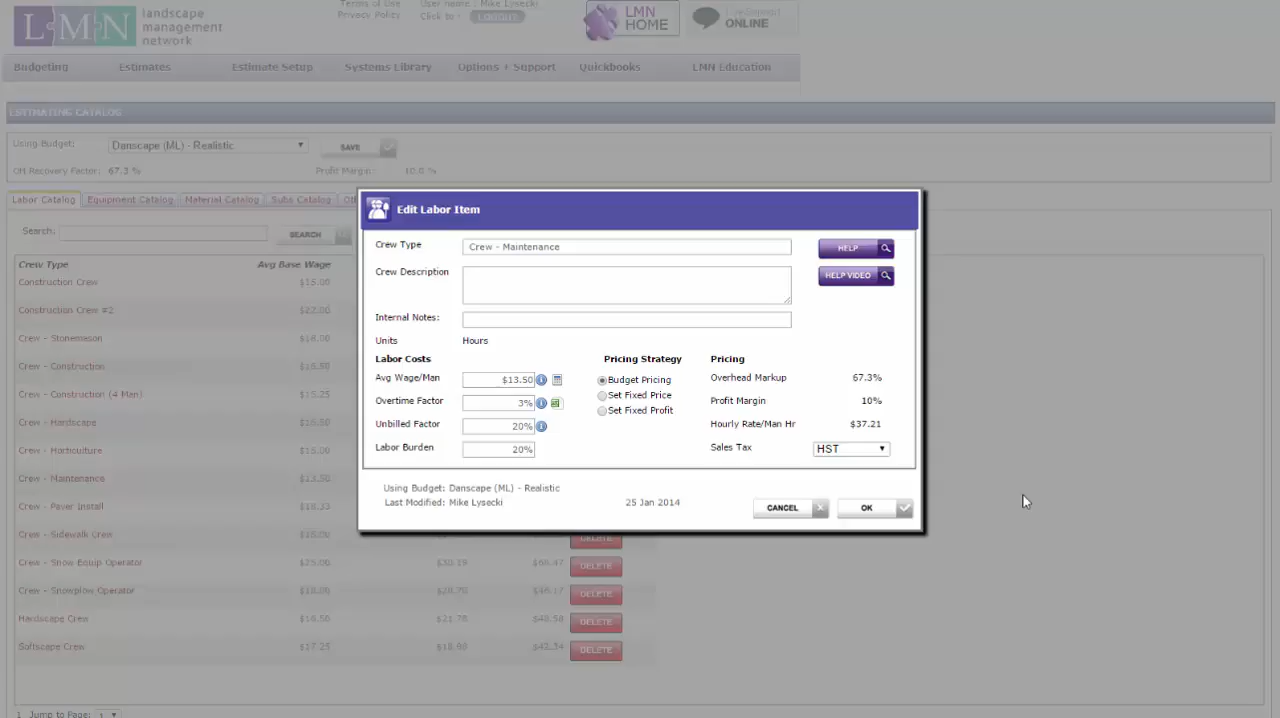 LMN
landscape
management
network
Terms of Use
Privacy Policy
User name : Mike Lysecki
Click to :
LMN
HOME
ONLINE
Budgeting
Estimates
Estimate Setup
Systems Library
Options + Support
Quickbooks
LMN Education
ESTIMATING CATALOG
Using Budget:
Danscape (ML) - Realistic
SAVE
OH Recovery Factor: 67.3 %
Profit Margin: 10.0 %
Labor Catalog
Equipment Catalog
Material Catalog
Subs Catalog
Search:
SEARCH
Crew Type Avg Base Wage
Construction Crew $15.00
Construction Crew #2 $22.00
Crew - Stonemason $18.00
Crew - Construction $16.50
Crew - Construction (4 Man) $15.25
Crew - Hardscape $16.50
Crew - Horticulture $15.00
Crew - Maintenance $13.50
Crew - Paver Install $18.33
Crew - Sidewalk Crew $15.00
DELETE
Crew - Snow Equip Operator $25.00 $30.19 $69.47 DELETE
Crew - Snowplow Operator $18.00 DELETE
Hardscape Crew $16.50 $21.78 DELETE
Softscape Crew $17.25 $18.98 $42.34 DELETE
1 Jump to Page: 1
Edit Labor Item
Crew Type
Crew - Maintenance
HELP
Crew Description
HELP VIDEO
Internal Notes:
Units Hours
Labor Costs
Pricing Strategy
Pricing
Avg Wage/Man $13.50
Budget Pricing
Overhead Markup 67.3%
Overtime Factor 3%
Set Fixed Price
Profit Margin 10%
Unbilled Factor 20%
Set Fixed Profit
Hourly Rate/Man Hr $37.21
Labor Burden 20%
Sales Tax HST
Using Budget: Danscape (ML) - Realistic
Last Modified: Mike Lysecki
25 Jan 2014
CANCEL
OK